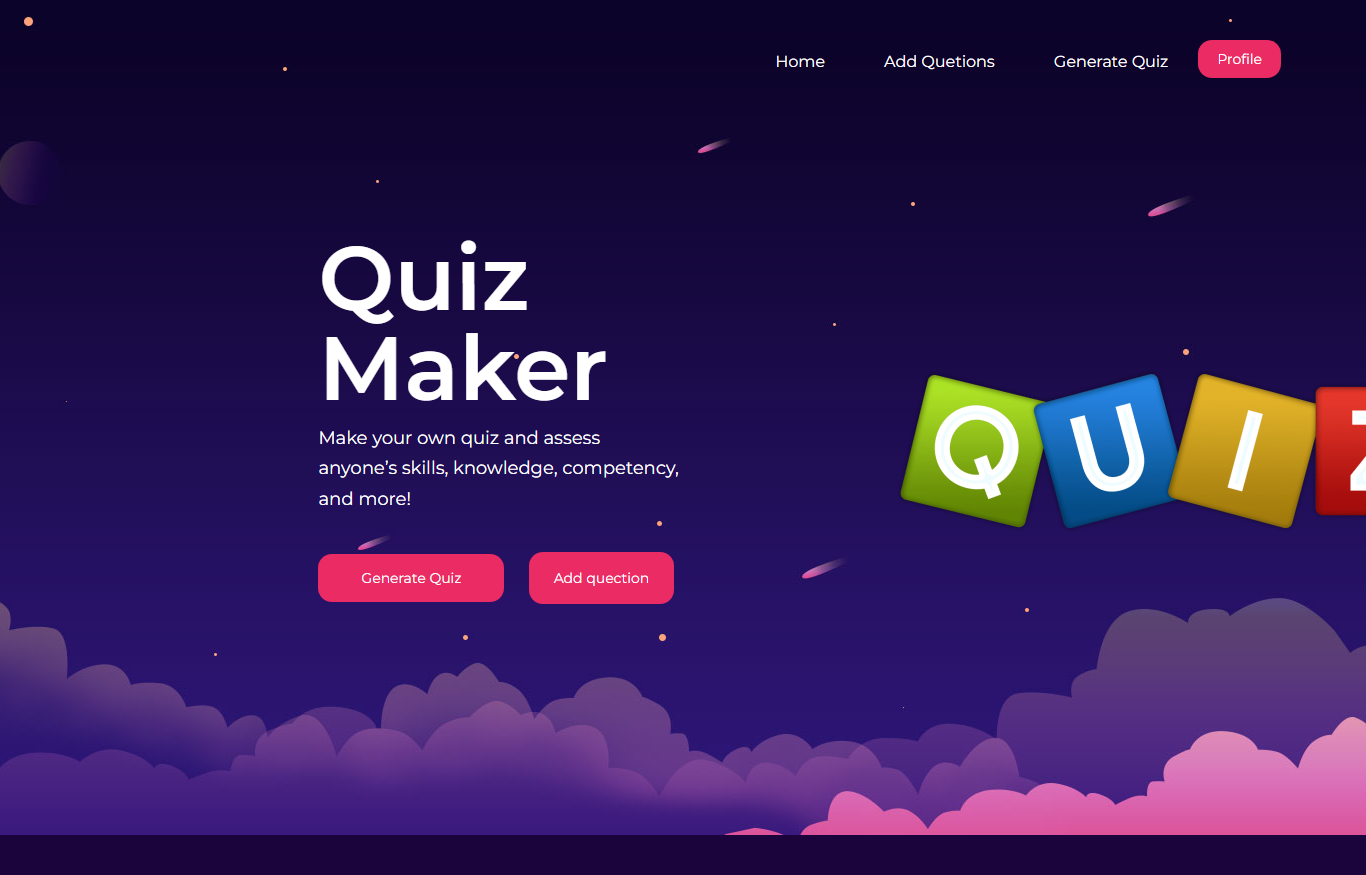 Home Add Quetions Generate Quiz Profile
Quiz
Maker
Make your own quiz and assess
anyone's skills, knowledge, competency,
and more!
QUIZ
Generate Quiz Add quection